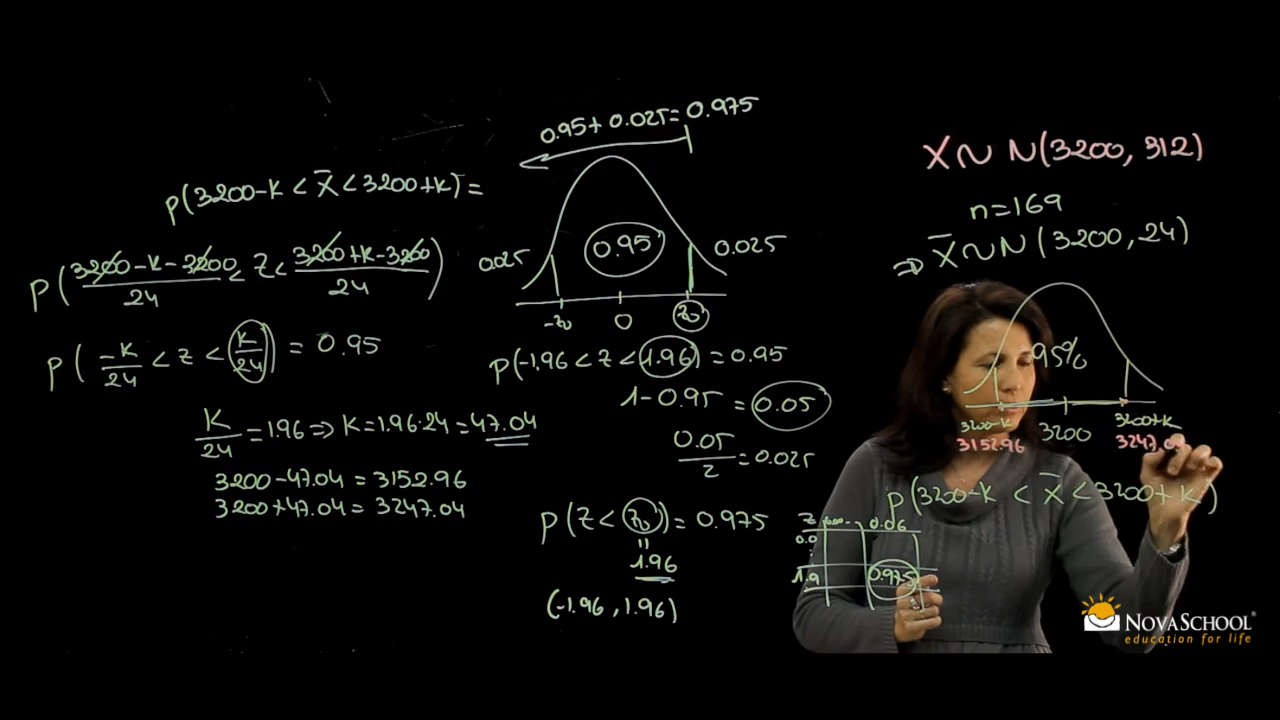 0.95+0.025=0.975
p(3200-k < X̄ < 3200+k) =
p(3200-k-3200/24 < Z < 3200+k-3200/24)
p(-k/24 < z < k/24) = 0.95
k/24 = 1.96 ⇒ k = 1.96·24 = 47.04
3200-47.04 = 3152.96
3200+47.04 = 3247.04
0.025 0.95 0.025
-z₀ 0 z₀
p(-1.96 < z < 1.96) = 0.95
1-0.95 = 0.05
0.05/2 = 0.025
p(Z < z₀) = 0.975
"
1.96
(-1.96, 1.96)
X ~ N(3200, 312)
n=169
⇒ X̄ ~ N(3200, 24)
95%
3200-k 3200 3200+k
3152.96 3247.0
p(3200-k < X̄ < 3200+k)
z 0.06
0.0
1.9 0.975
NOVASCHOOL®
education for life